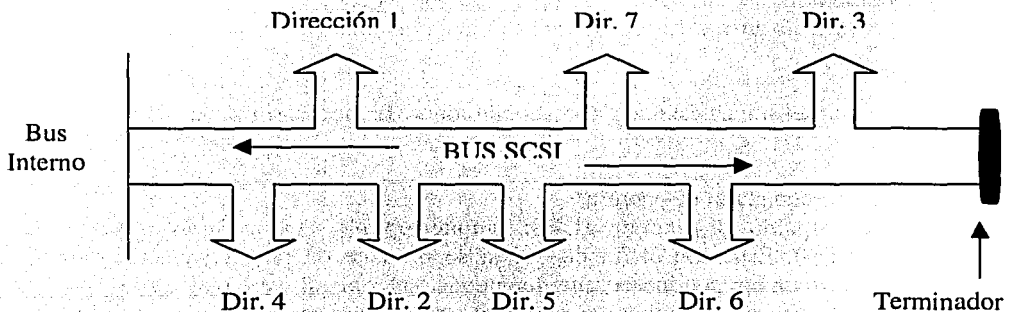 Dirección 1
Dir. 7
Dir. 3
Bus
Interno
BUS SCSI
Dir. 4
Dir. 2
Dir. 5
Dir. 6
Terminador